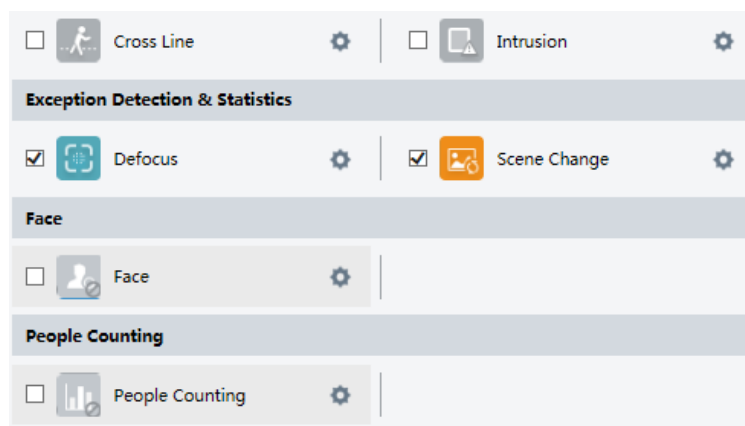 Cross Line
Intrusion
Exception Detection & Statistics
Defocus
Scene Change
Face
Face
People Counting
People Counting